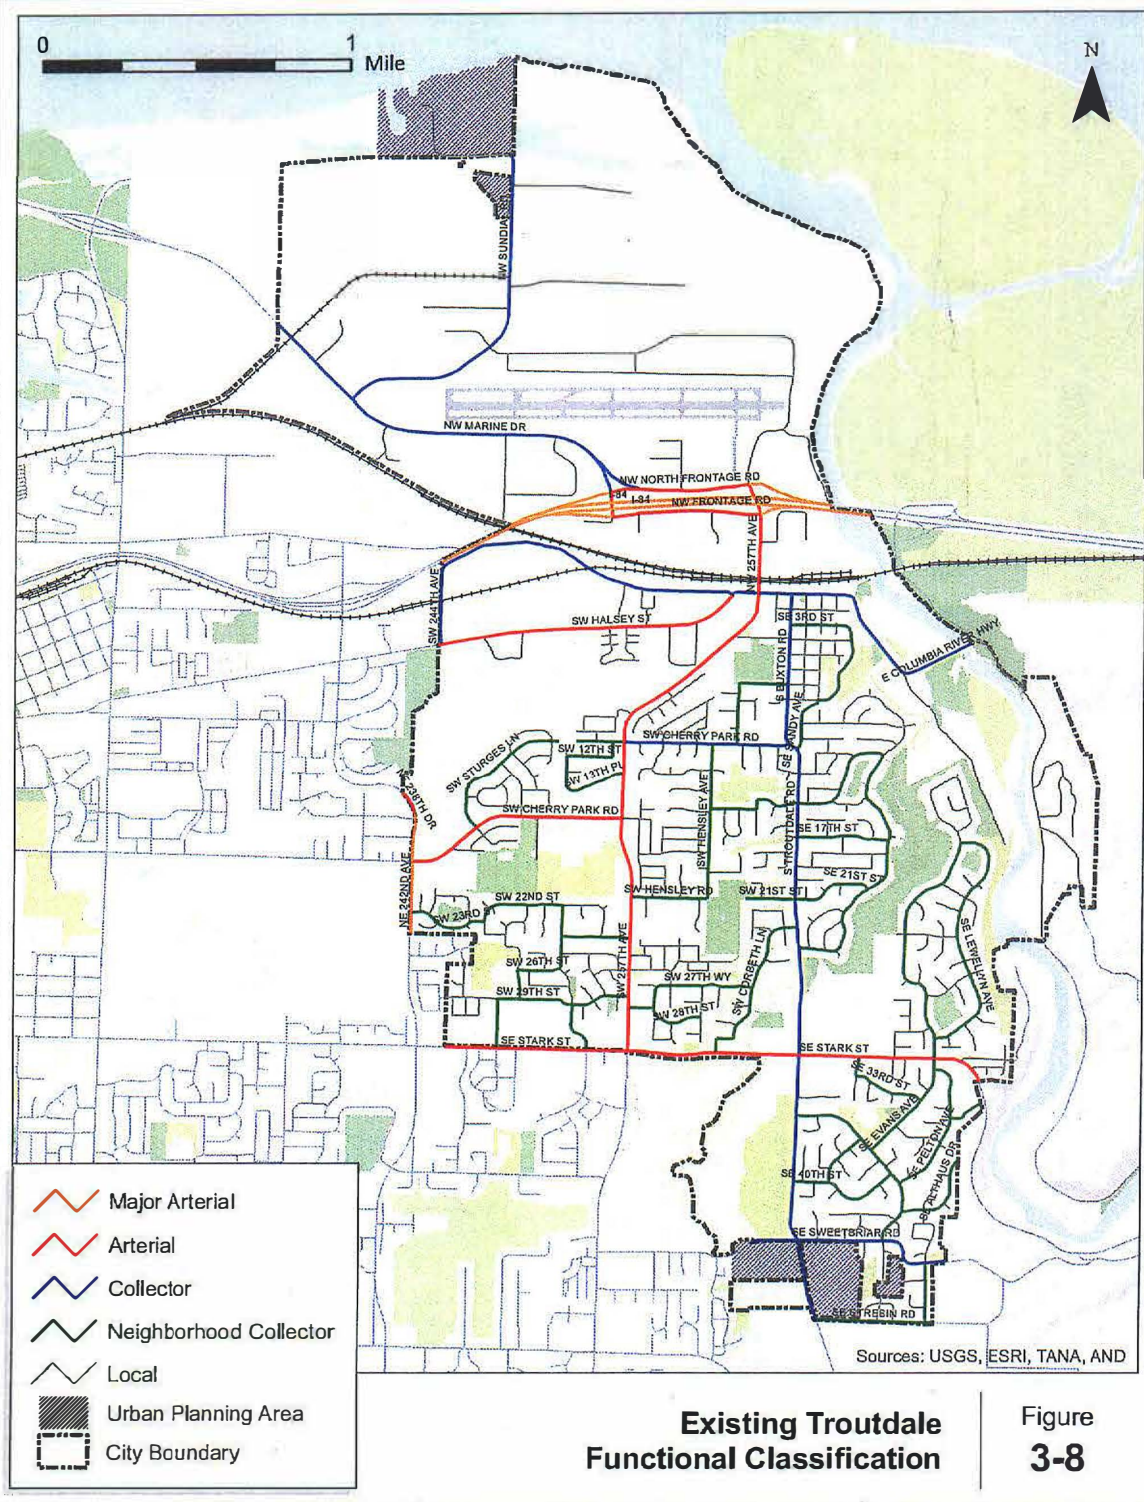 0 1
Mile
N
NW SUNDIA
NW MARINE DR
NW NORTH FRONTAGE RD
I-84
I-84
NW FRONTAGE RD
NW 257TH AVE
SW 244TH AVE
SW HALSEY ST
SE 3RD ST
S BUXTON RD
E COLUMBIA RIVER HWY
SE SANDY AVE
SW CHERRY PARK RD
SW STURGES LN
SW 12TH ST
SW 13TH PL
238TH DR
SW CHERRY PARK RD
SW HENSLEY AVE
S TROUTDALE RD
SE 17TH ST
NE 242ND AVE
SE 21ST ST
SW HENSLEY RD
SW 21ST ST
SW 22ND ST
SW 23RD
SE LEWELLYN AVE
SW 257TH AVE
SW CORBETH LN
SW 26TH ST
SW 27TH WY
SW 29TH ST
SW 28TH ST
SE STARK ST
SE STARK ST
SE 33RD ST
SE EVANS AVE
SE PELTON AVE
SE 40TH ST
SE ALTHAUS DR
SE SWEETBRIAR RD
SE STREBIN RD
Major Arterial
Arterial
Collector
Neighborhood Collector
Local
Urban Planning Area
City Boundary
Sources: USGS, ESRI, TANA, AND
Existing Troutdale
Functional Classification
Figure
3-8